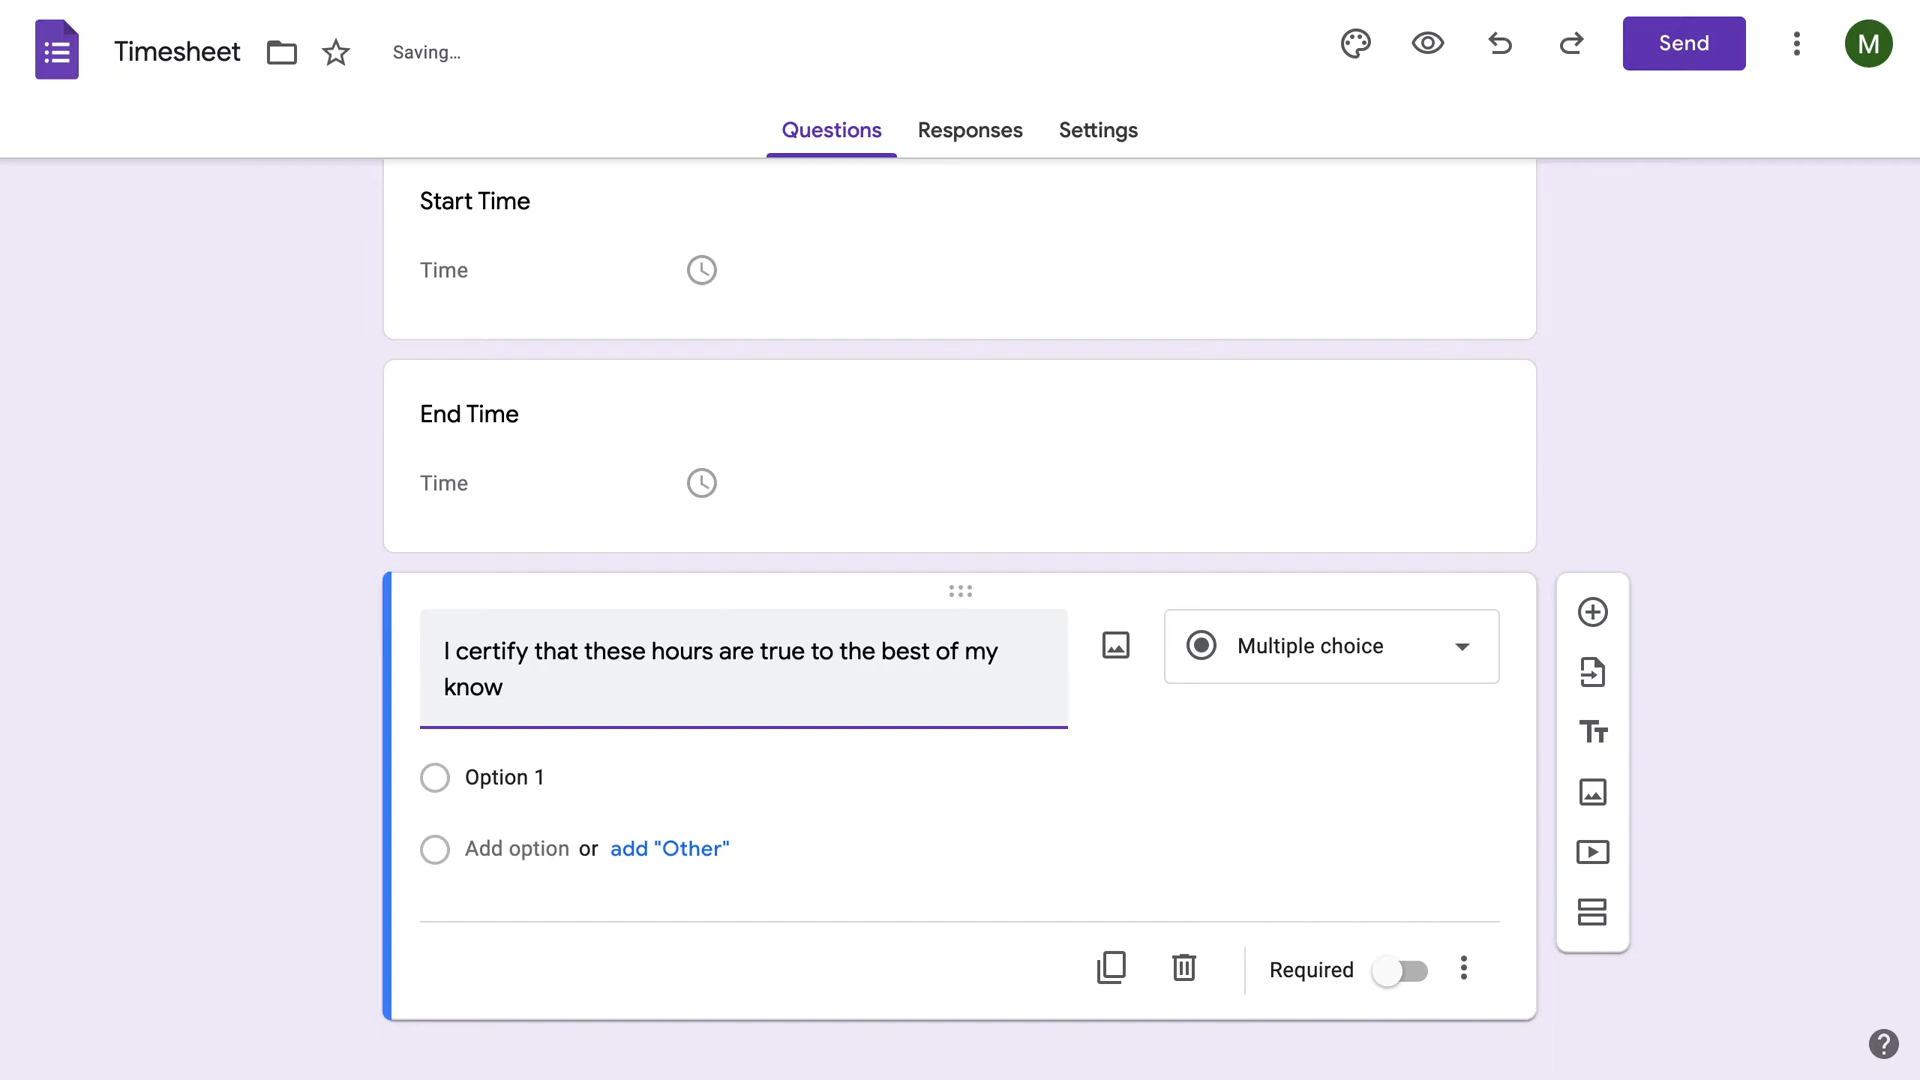 Timesheet
Saving...
Send
M
Questions
Responses
Settings
Start Time
Time
End Time
Time
I certify that these hours are true to the best of my
know
Multiple choice
Tt
Option 1
Add option or add "Other"
Required
?